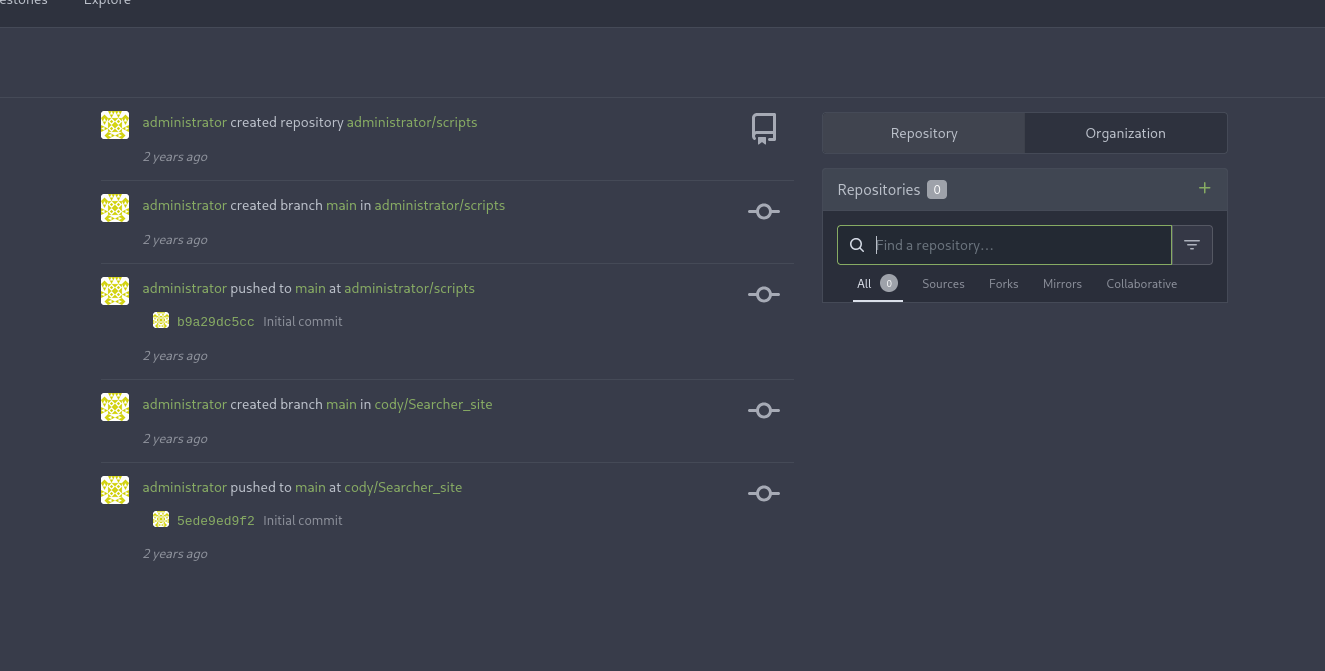 Explore
administrator created repository administrator/scripts
2 years ago
administrator created branch main in administrator/scripts
2 years ago
administrator pushed to main at administrator/scripts
b9a29dc5cc Initial commit
2 years ago
administrator created branch main in cody/Searcher_site
2 years ago
administrator pushed to main at cody/Searcher_site
5ede9ed9f2 Initial commit
2 years ago
Repository Organization
Repositories 0
Find a repository...
All 0 Sources Forks Mirrors Collaborative